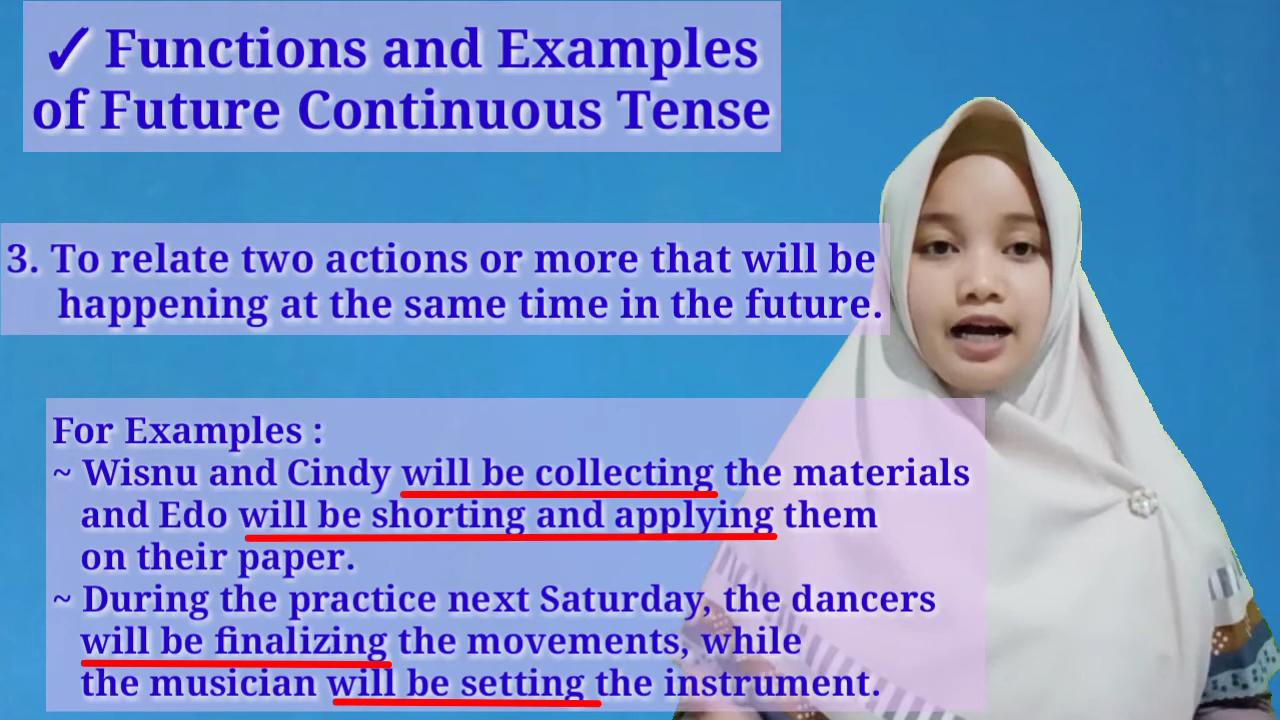 ✓ Functions and Examples
of Future Continuous Tense
3. To relate two actions or more that will be
happening at the same time in the future.
For Examples :
~ Wisnu and Cindy will be collecting the materials
and Edo will be shorting and applying them
on their paper.
~ During the practice next Saturday, the dancers
will be finalizing the movements, while
the musician will be setting the instrument.